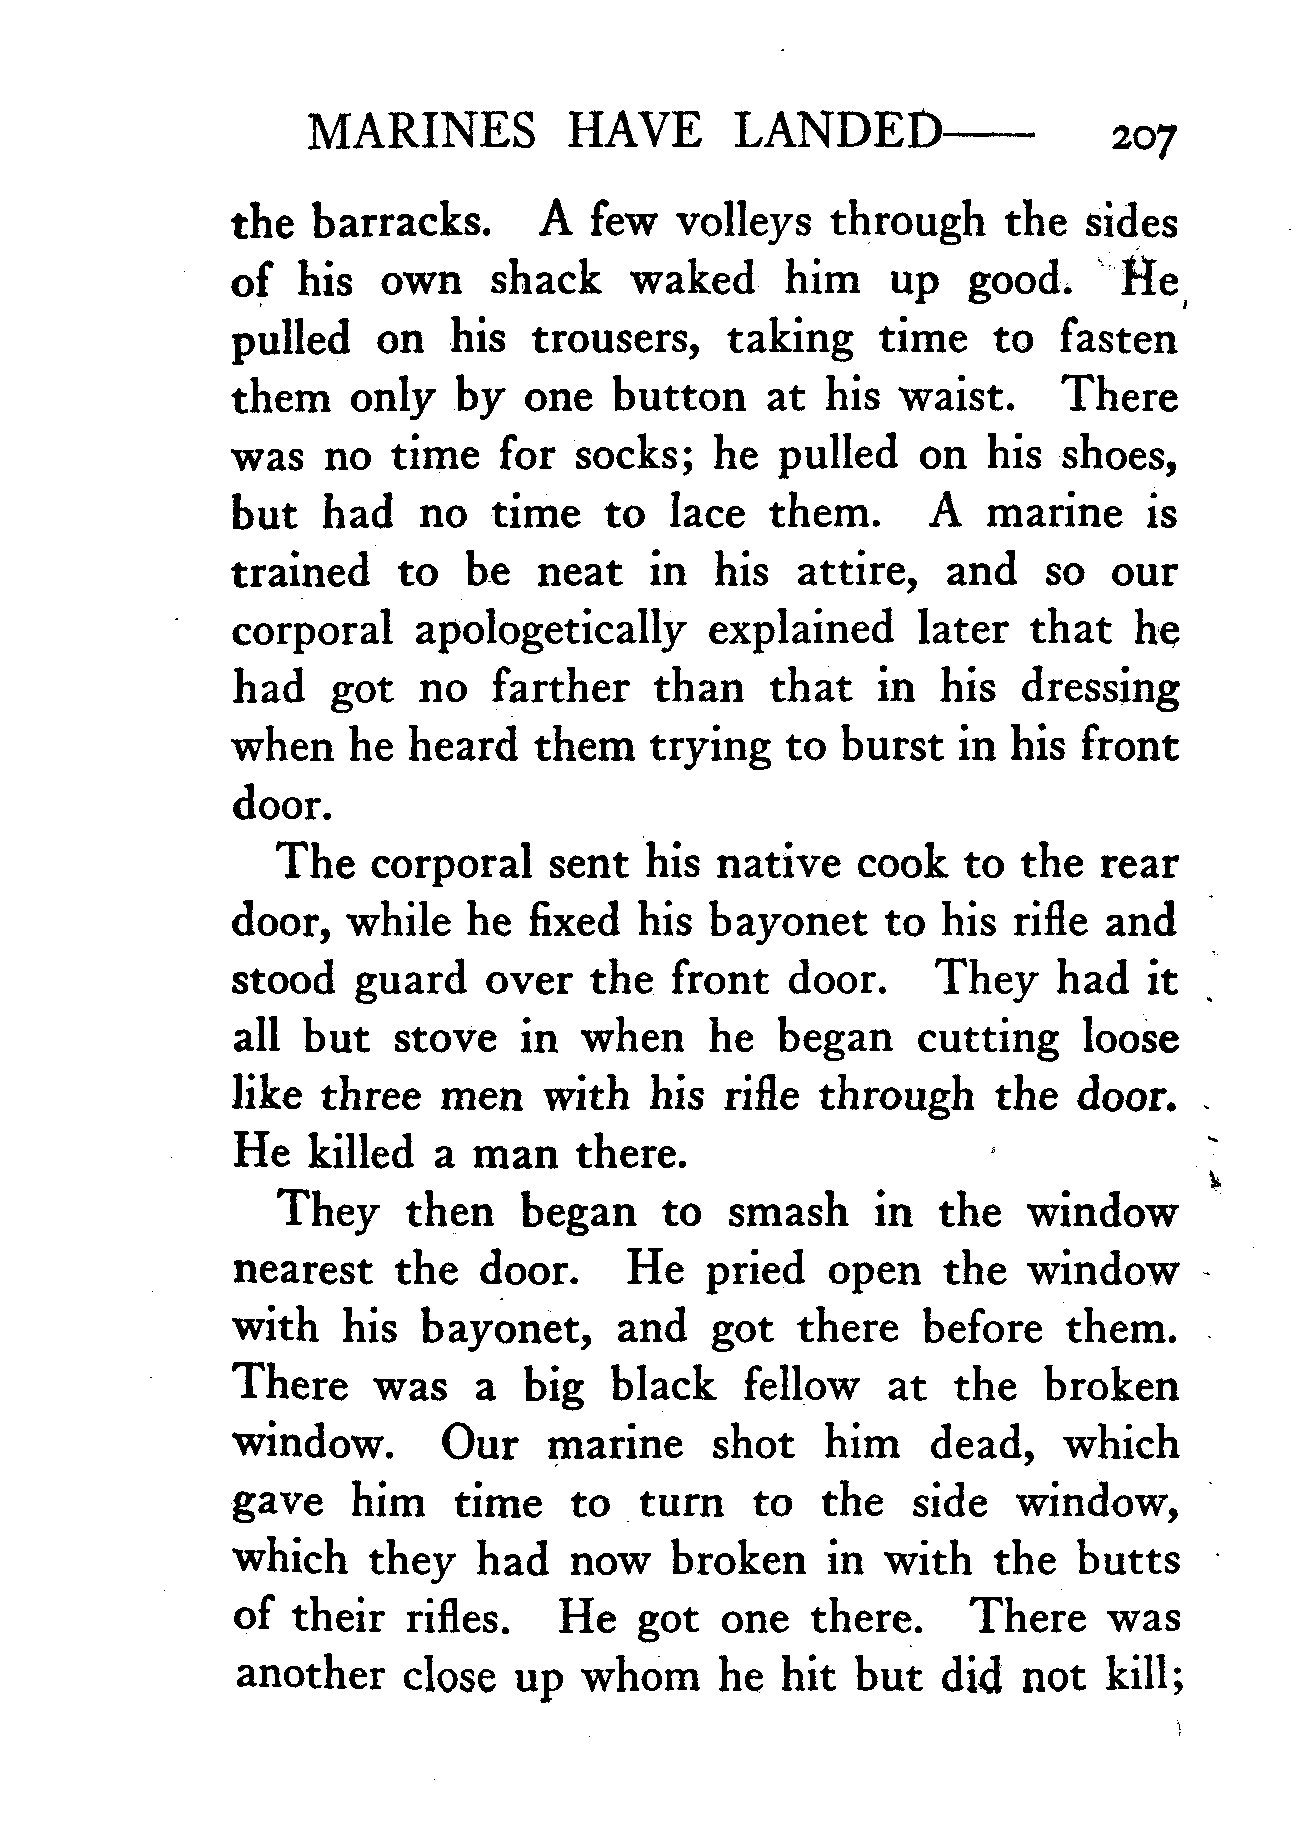 MARINES HAVE LANDED—— 207
the barracks. A few volleys through the sides
of his own shack waked him up good. He
pulled on his trousers, taking time to fasten
them only by one button at his waist. There
was no time for socks; he pulled on his shoes,
but had no time to lace them. A marine is
trained to be neat in his attire, and so our
corporal apologetically explained later that he
had got no farther than that in his dressing
when he heard them trying to burst in his front
door.
The corporal sent his native cook to the rear
door, while he fixed his bayonet to his rifle and
stood guard over the front door. They had it
all but stove in when he began cutting loose
like three men with his rifle through the door.
He killed a man there.
They then began to smash in the window
nearest the door. He pried open the window
with his bayonet, and got there before them.
There was a big black fellow at the broken
window. Our marine shot him dead, which
gave him time to turn to the side window,
which they had now broken in with the butts
of their rifles. He got one there. There was
another close up whom he hit but did not kill;